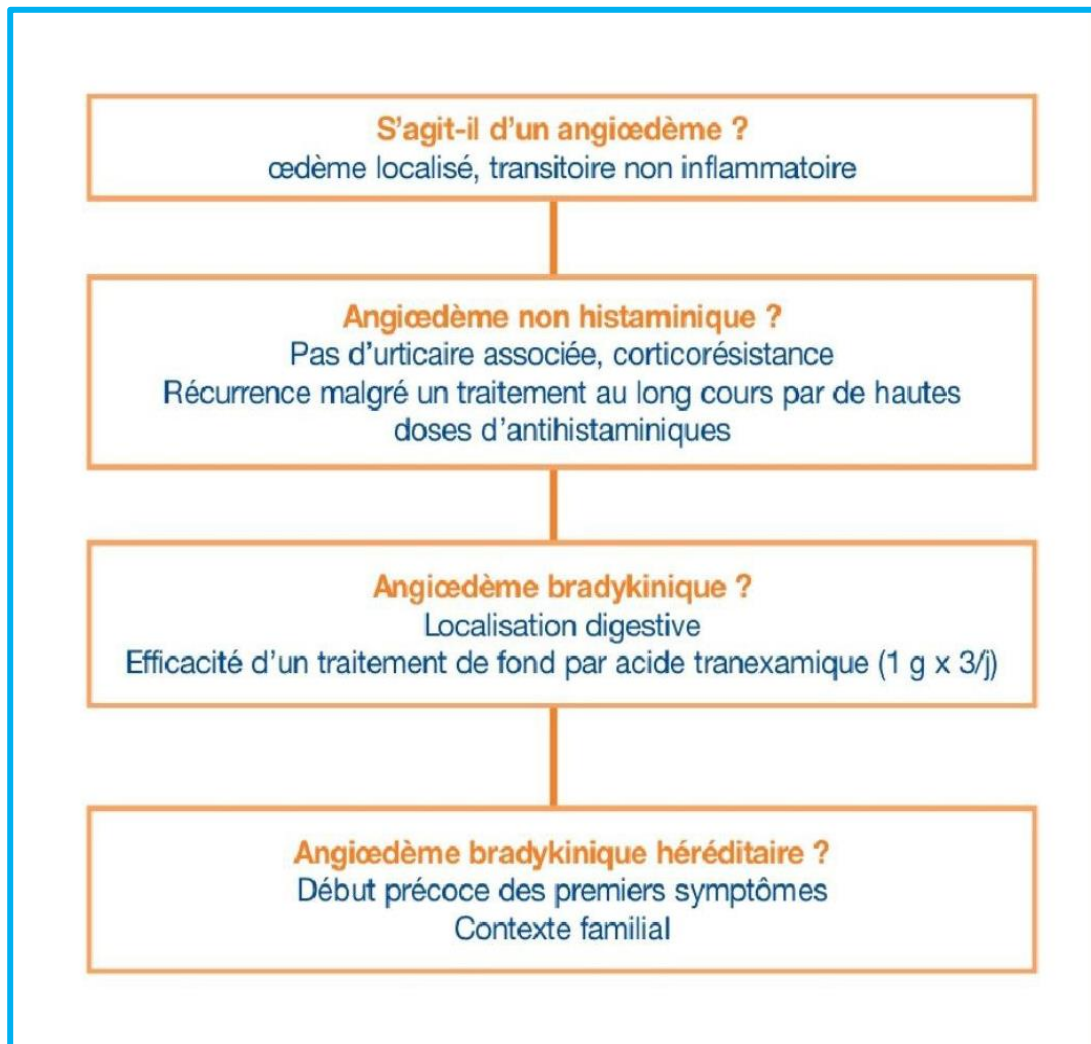 S'agit-il d'un angiœdème ?
œdème localisé, transitoire non inflammatoire
Angiœdème non histaminique ?
Pas d'urticaire associée, corticorésistance
Récurrence malgré un traitement au long cours par de hautes
doses d'antihistaminiques
Angiœdème bradykinique ?
Localisation digestive
Efficacité d'un traitement de fond par acide tranexamique (1 g x 3/j)
Angiœdème bradykinique héréditaire ?
Début précoce des premiers symptômes
Contexte familial